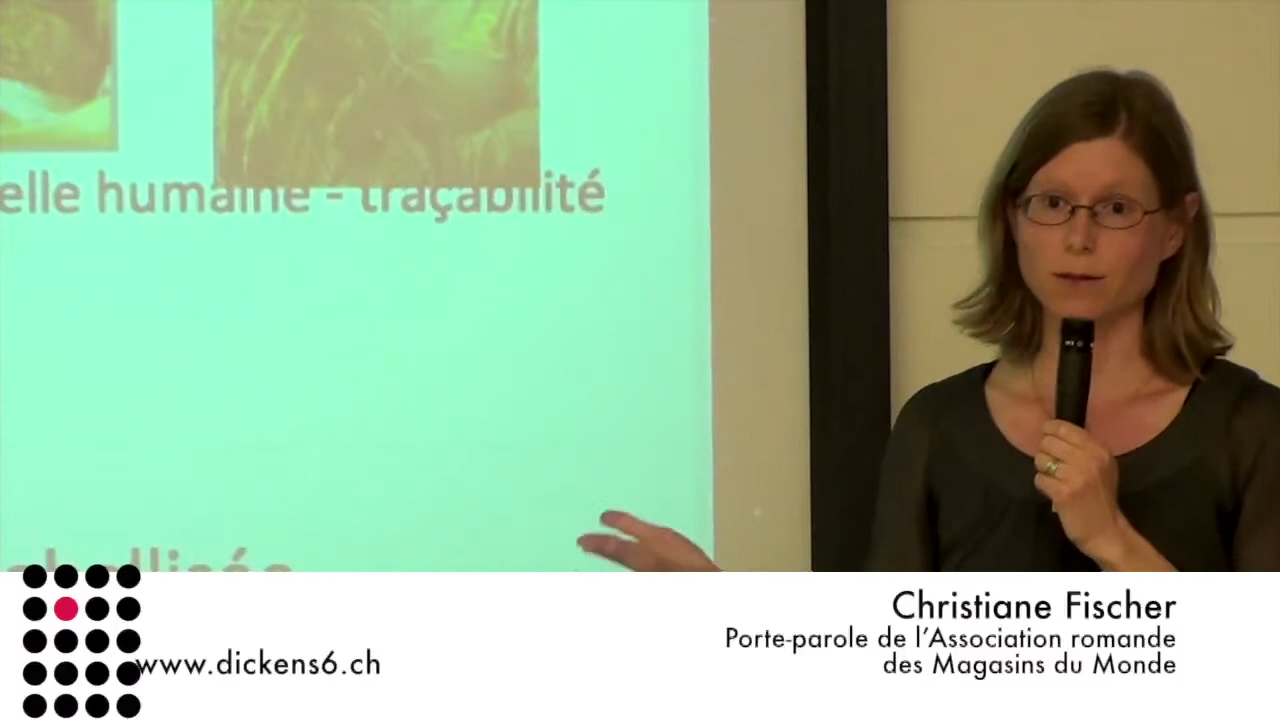 elle humaine - traçabilité
Christiane Fischer
Porte-parole de l'Association romande
des Magasins du Monde
www.dickens6.ch